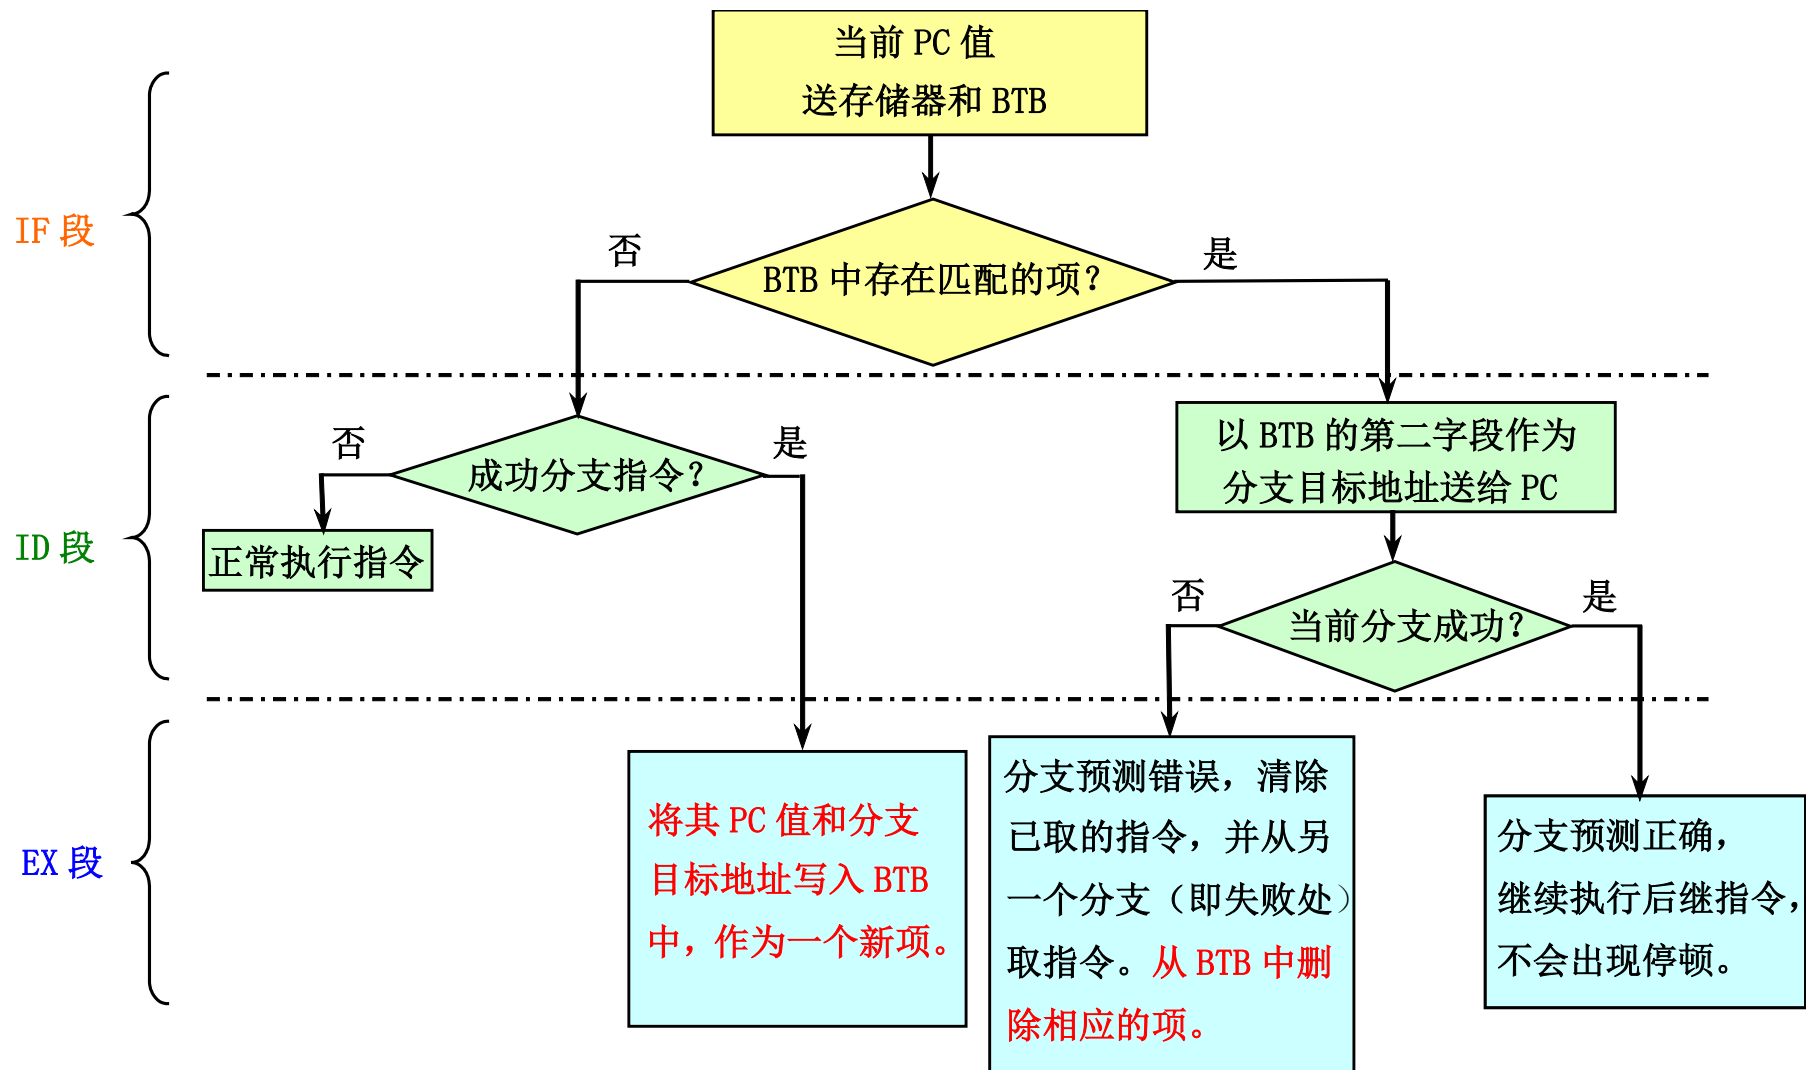 当前 PC 值
送存储器和 BTB
IF 段
否
是
BTB 中存在匹配的项？
否
是
成功分支指令？
以 BTB 的第二字段作为
分支目标地址送给 PC
ID 段
正常执行指令
否
是
当前分支成功？
EX 段
将其 PC 值和分支
目标地址写入 BTB
中，作为一个新项。
分支预测错误，清除
已取的指令，并从另
一个分支（即失败处）
取指令。从 BTB 中删
除相应的项。
分支预测正确，
继续执行后继指令，
不会出现停顿。